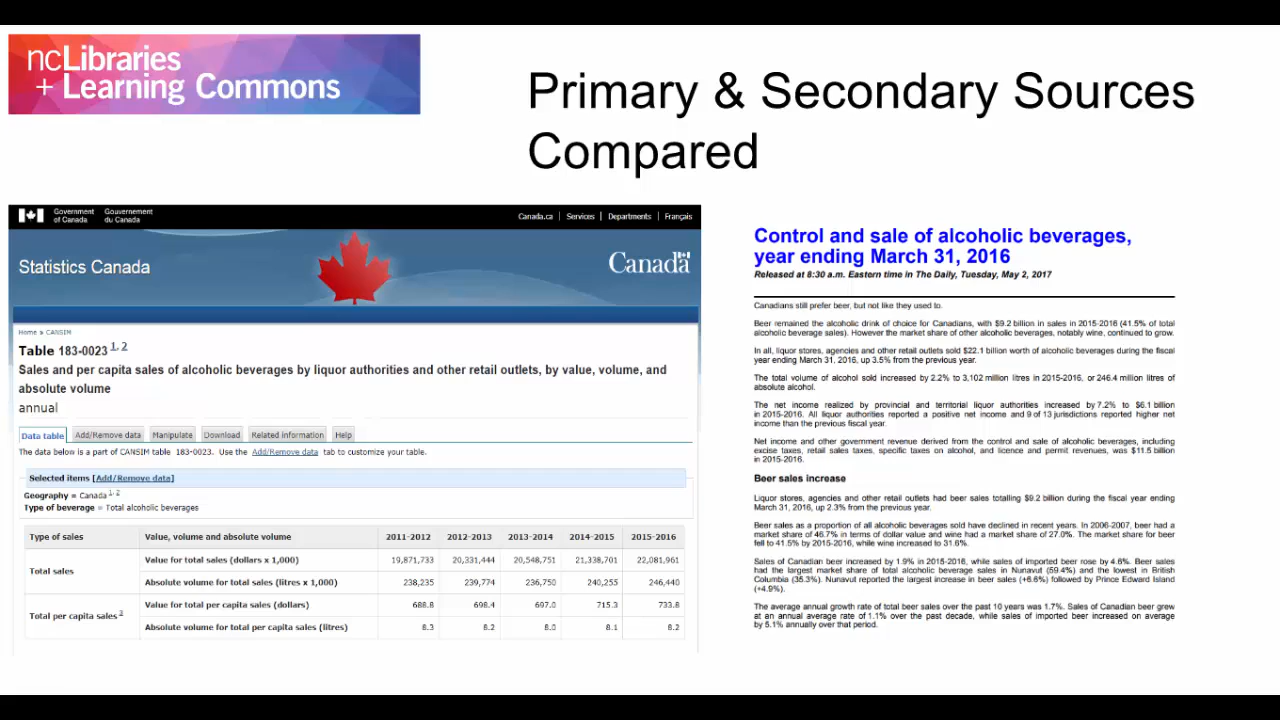 ncLibraries
+ Learning Commons
Primary & Secondary Sources
Compared
Government
of Canada
Gouvernement
du Canada
Canada.ca | Services | Departments | Français
Statistics Canada
Canada
Home » CANSIM
Table 183-0023 1, 2
Sales and per capita sales of alcoholic beverages by liquor authorities and other retail outlets, by value, volume, and
absolute volume
annual
Data table Add/Remove data Manipulate Download Related information Help
The data below is a part of CANSIM table 183-0023. Use the Add/Remove data tab to customize your table.
Selected items [Add/Remove data]
Geography = Canada 1, 2
Type of beverage = Total alcoholic beverages
Type of sales Value, volume and absolute volume 2011-2012 2012-2013 2013-2014 2014-2015 2015-2016
Total sales
Value for total sales (dollars x 1,000) 19,871,733 20,331,444 20,548,751 21,338,701 22,081,961
Absolute volume for total sales (litres x 1,000) 238,235 239,774 236,750 240,255 246,440
Total per capita sales 3
Value for total per capita sales (dollars) 688.8 698.4 697.0 715.3 733.8
Absolute volume for total per capita sales (litres) 8.3 8.2 8.0 8.1 8.2
Control and sale of alcoholic beverages,
year ending March 31, 2016
Released at 8:30 a.m. Eastern time in The Daily, Tuesday, May 2, 2017
Canadians still prefer beer, but not like they used to.
Beer remained the alcoholic drink of choice for Canadians, with $9.2 billion in sales in 2015-2016 (41.5% of total
alcoholic beverage sales). However the market share of other alcoholic beverages, notably wine, continued to grow.
In all, liquor stores, agencies and other retail outlets sold $22.1 billion worth of alcoholic beverages during the fiscal
year ending March 31, 2016, up 3.5% from the previous year.
The total volume of alcohol sold increased by 2.2% to 3,102 million litres in 2015-2016, or 246.4 million litres of
absolute alcohol.
The net income realized by provincial and territorial liquor authorities increased by 7.2% to $6.1 billion
in 2015-2016. All liquor authorities reported a positive net income and 9 of 13 jurisdictions reported higher net
income than the previous fiscal year.
Net income and other government revenue derived from the control and sale of alcoholic beverages, including
excise taxes, retail sales taxes, specific taxes on alcohol, and licence and permit revenues, was $11.5 billion
in 2015-2016.
Beer sales increase
Liquor stores, agencies and other retail outlets had beer sales totalling $9.2 billion during the fiscal year ending
March 31, 2016, up 2.3% from the previous year.
Beer sales as a proportion of all alcoholic beverages sold have declined in recent years. In 2006-2007, beer had a
market share of 46.7% in terms of dollar value and wine had a market share of 27.0%. The market share for beer
fell to 41.5% by 2015-2016, while wine increased to 31.6%.
Sales of Canadian beer increased by 1.9% in 2015-2016, while sales of imported beer rose by 4.6%. Beer sales
had the largest market share of total alcoholic beverage sales in Nunavut (59.4%) and the lowest in British
Columbia (35.3%). Nunavut reported the largest increase in beer sales (+6.6%) followed by Prince Edward Island
(+4.9%).
The average annual growth rate of total beer sales over the past 10 years was 1.7%. Sales of Canadian beer grew
at an annual average rate of 1.1% over the past decade, while sales of imported beer increased on average
by 5.1% annually over that period.